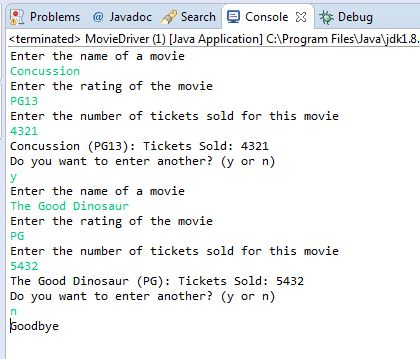 Problems @ Javadoc Search Console Debug
<terminated> MovieDriver (1) [Java Application] C:\Program Files\Java\jdk1.8.
Enter the name of a movie
Concussion
Enter the rating of the movie
PG13
Enter the number of tickets sold for this movie
4321
Concussion (PG13): Tickets Sold: 4321
Do you want to enter another? (y or n)
y
Enter the name of a movie
The Good Dinosaur
Enter the rating of the movie
PG
Enter the number of tickets sold for this movie
5432
The Good Dinosaur (PG): Tickets Sold: 5432
Do you want to enter another? (y or n)
n
Goodbye